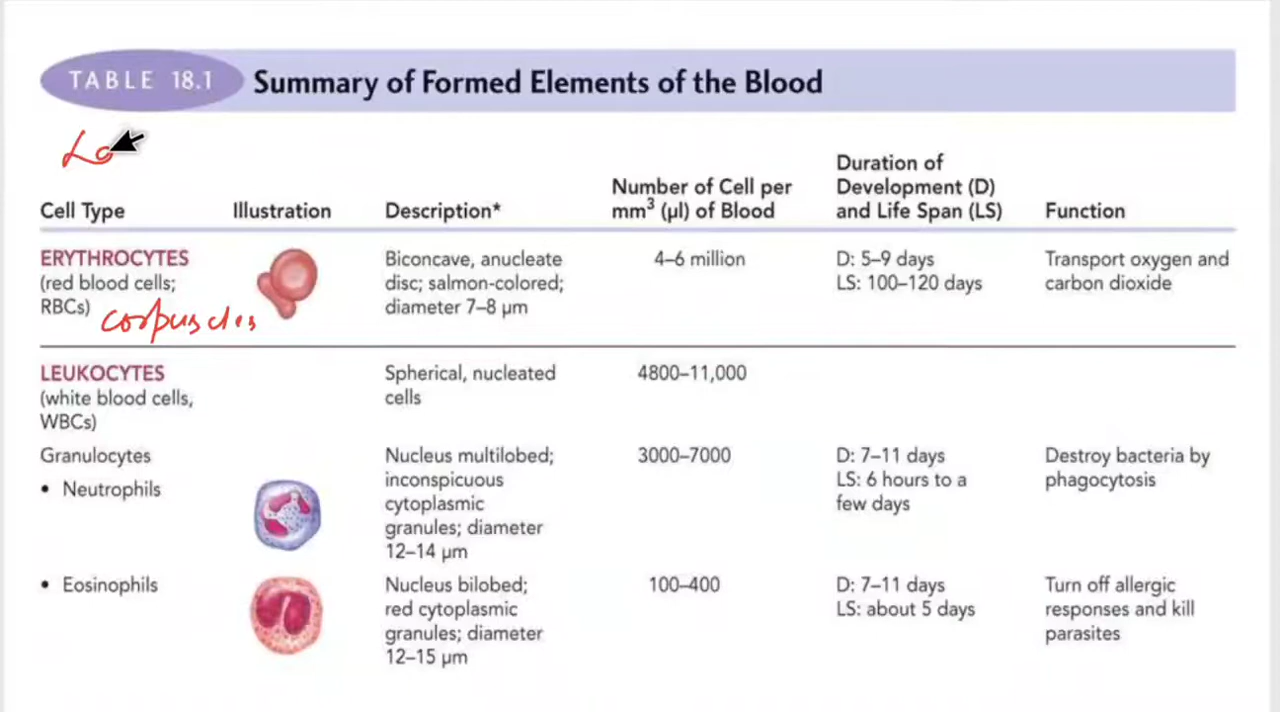 TABLE 18.1 Summary of Formed Elements of the Blood
Lo
Cell Type
Illustration
Description*
Number of Cell per
mm³ (µl) of Blood
Duration of
Development (D)
and Life Span (LS)
Function
ERYTHROCYTES
(red blood cells;
RBCs)
corpuscles
Biconcave, anucleate
disc; salmon-colored;
diameter 7–8 µm
4–6 million
D: 5–9 days
LS: 100–120 days
Transport oxygen and
carbon dioxide
LEUKOCYTES
(white blood cells,
WBCs)
Spherical, nucleated
cells
4800–11,000
Granulocytes
• Neutrophils
Nucleus multilobed;
inconspicuous
cytoplasmic
granules; diameter
12–14 µm
3000–7000
D: 7–11 days
LS: 6 hours to a
few days
Destroy bacteria by
phagocytosis
• Eosinophils
Nucleus bilobed;
red cytoplasmic
granules; diameter
12–15 µm
100–400
D: 7–11 days
LS: about 5 days
Turn off allergic
responses and kill
parasites